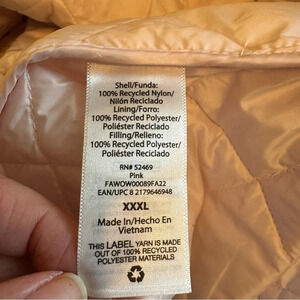 Shell/Funda:
100% Recycled Nylon/
Nilón Reciclado
Lining/Forro:
100% Recycled Polyester/
Poliéster Reciclado
Filling/Relleno:
100% Recycled Polyester/
Poliéster Reciclado
RN# 52469
Pink
FAWOW00089FA22
EAN/UPC 8 2179646948
XXXL
Made In/Hecho En
Vietnam
THIS LABEL YARN IS MADE
OUT OF 100% RECYCLED
POLYESTER MATERIALS